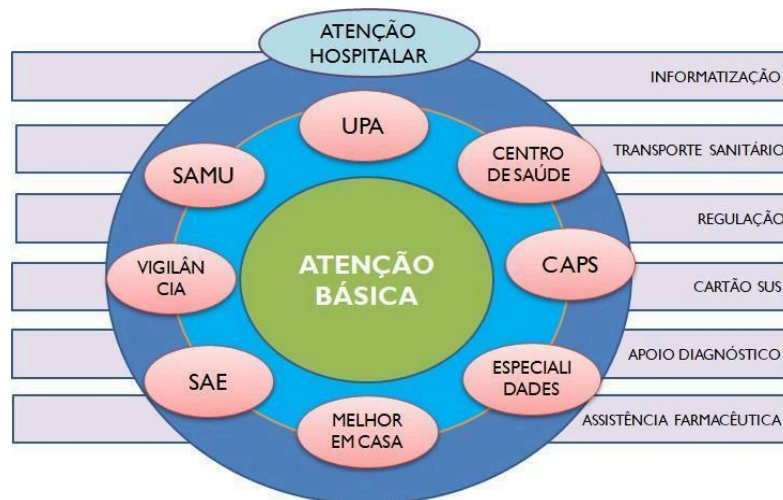 ATENÇÃO
HOSPITALAR
INFORMATIZAÇÃO
UPA
TRANSPORTE SANITÁRIO
CENTRO
DE SAÚDE
SAMU
REGULAÇÃO
ATENÇÃO
BÁSICA
VIGILÂN
CIA
CAPS
CARTÃO SUS
APOIO DIAGNÓSTICO
ESPECIALI
DADES
SAE
MELHOR
EM CASA
ASSISTÊNCIA FARMACÊUTICA